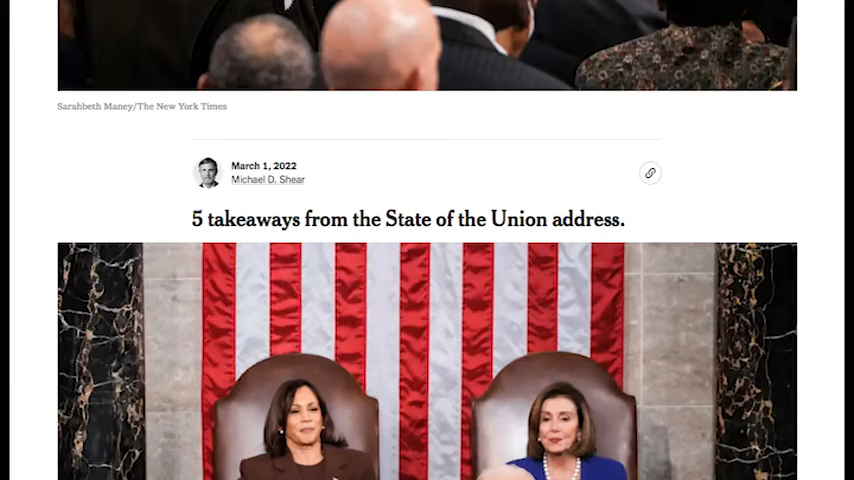 Sarahbeth Maney/The New York Times
March 1, 2022
Michael D. Shear
5 takeaways from the State of the Union address.